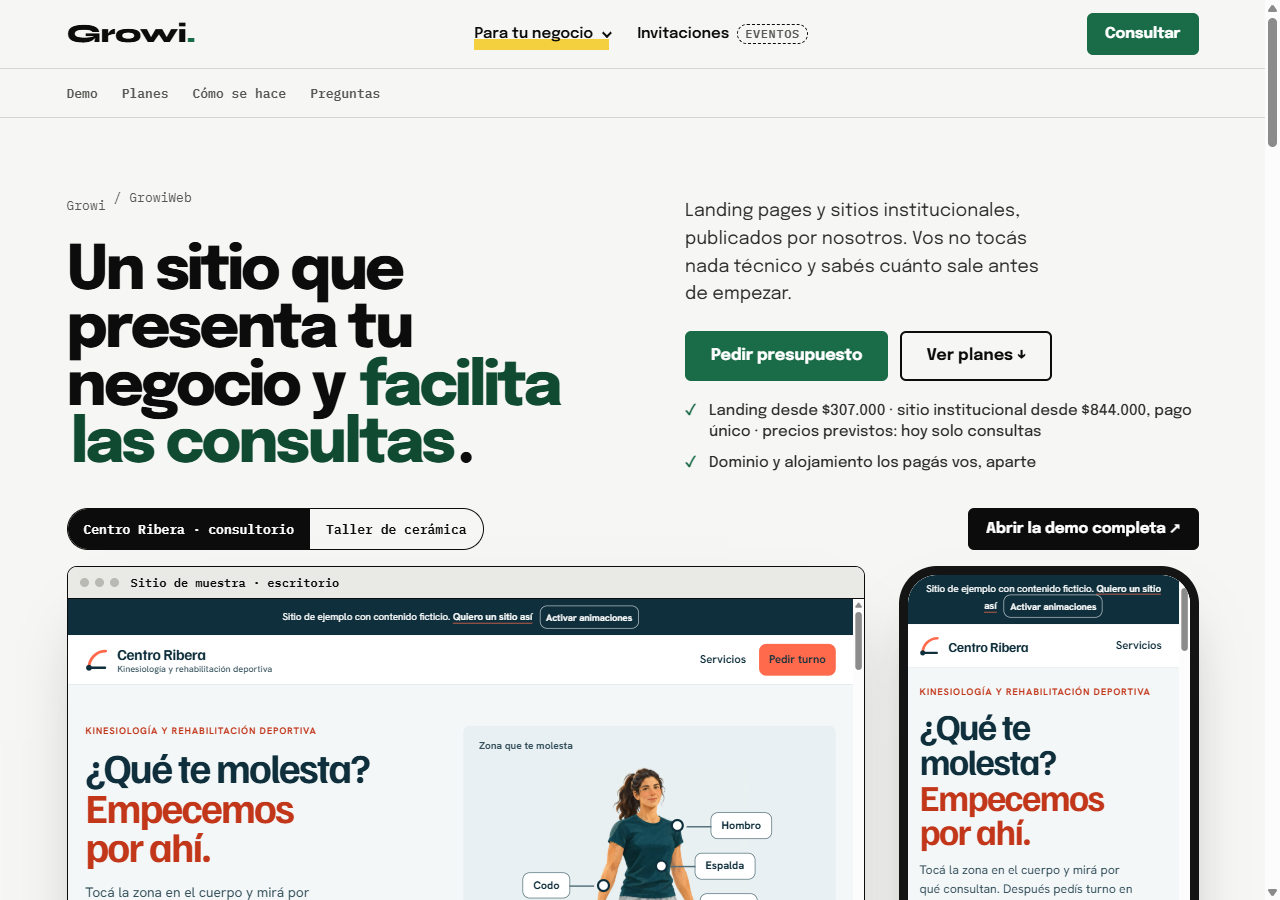 Growi.
Para tu negocio
Invitaciones EVENTOS
Consultar
Demo Planes Cómo se hace Preguntas
Growi / GrowiWeb
Un sitio que
presenta tu
negocio y facilita
las consultas.
Landing pages y sitios institucionales,
publicados por nosotros. Vos no tocás
nada técnico y sabés cuánto sale antes
de empezar.
Pedir presupuesto
Ver planes ↓
✓ Landing desde $307.000 · sitio institucional desde $844.000, pago
único · precios previstos: hoy solo consultas
✓ Dominio y alojamiento los pagás vos, aparte
Centro Ribera · consultorio
Taller de cerámica
Abrir la demo completa ↗
Sitio de muestra · escritorio
Sitio de ejemplo con contenido ficticio. Quiero un sitio así Activar animaciones
Centro Ribera
Kinesiología y rehabilitación deportiva
Servicios
Pedir turno
KINESIOLOGÍA Y REHABILITACIÓN DEPORTIVA
¿Qué te molesta?
Empecemos
por ahí.
Tocá la zona en el cuerpo y mirá por
Zona que te molesta
Hombro
Espalda
Codo
Sitio de ejemplo con contenido ficticio. Quiero un sitio
así Activar animaciones
Centro Ribera
Servicios
KINESIOLOGÍA Y REHABILITACIÓN DEPORTIVA
¿Qué te
molesta?
Empecemos
por ahí.
Tocá la zona en el cuerpo y mirá por
qué consultan. Después pedís turno en